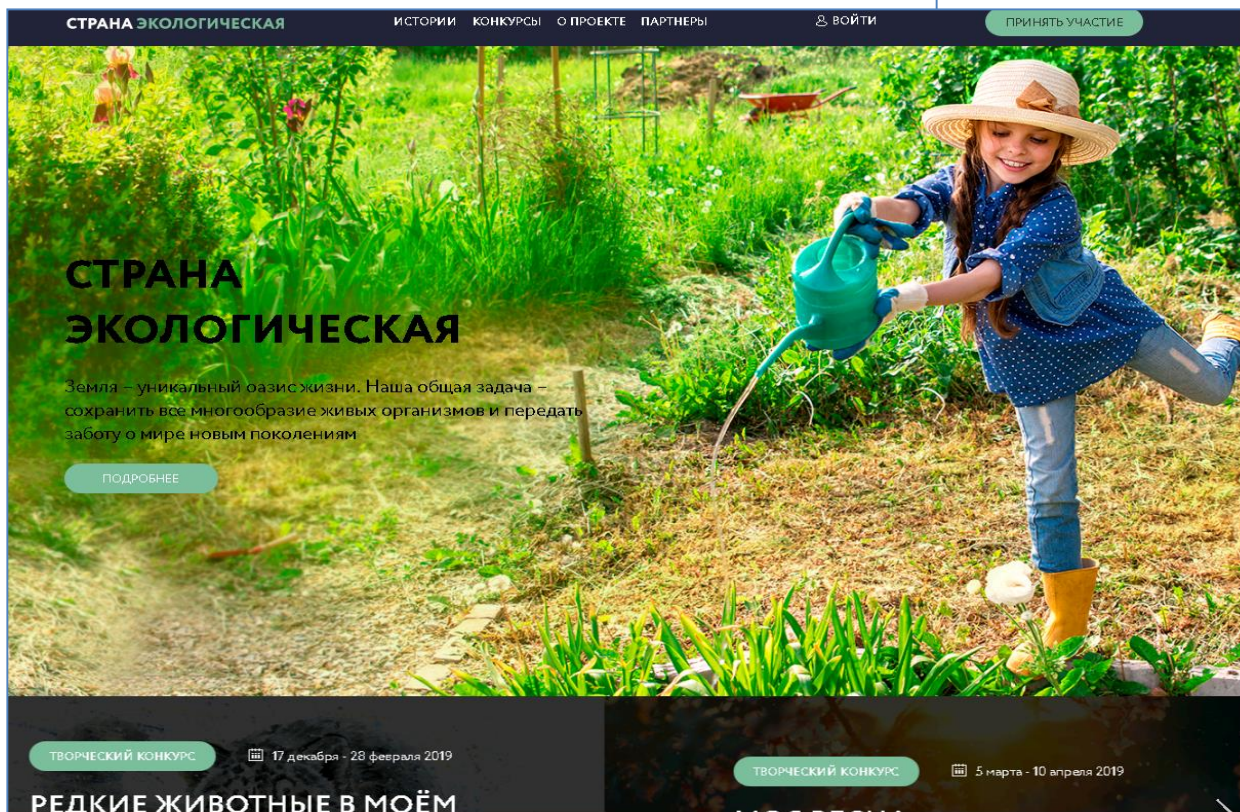 СТРАНА ЭКОЛОГИЧЕСКАЯ
ИСТОРИИ КОНКУРСЫ О ПРОЕКТЕ ПАРТНЕРЫ
ВОЙТИ
ПРИНЯТЬ УЧАСТИЕ
СТРАНА
ЭКОЛОГИЧЕСКАЯ
Земля – уникальный оазис жизни. Наша общая задача –
сохранить все многообразие живых организмов и передать
заботу о мире новым поколениям
ПОДРОБНЕЕ
ТВОРЧЕСКИЙ КОНКУРС
17 декабря - 28 февраля 2019
РЕДКИЕ ЖИВОТНЫЕ В МОЁМ
ТВОРЧЕСКИЙ КОНКУРС
5 марта - 10 апреля 2019